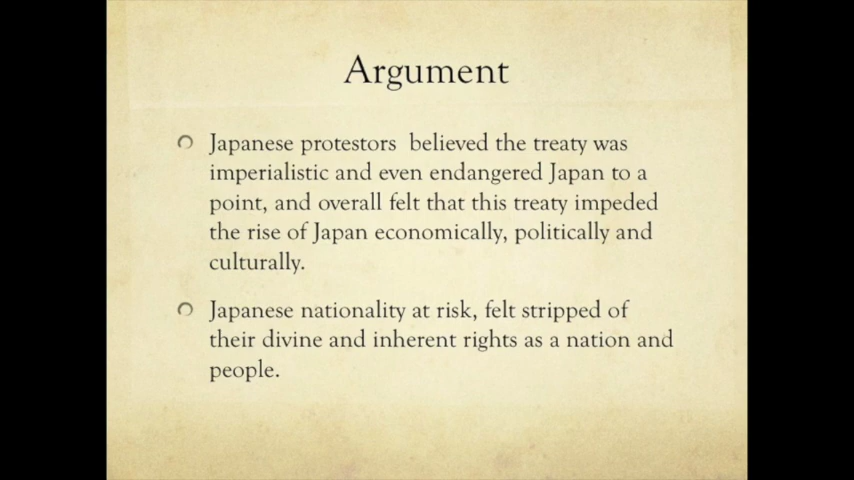 Argument
Japanese protestors believed the treaty was
imperialistic and even endangered Japan to a
point, and overall felt that this treaty impeded
the rise of Japan economically, politically and
culturally.
Japanese nationality at risk, felt stripped of
their divine and inherent rights as a nation and
people.